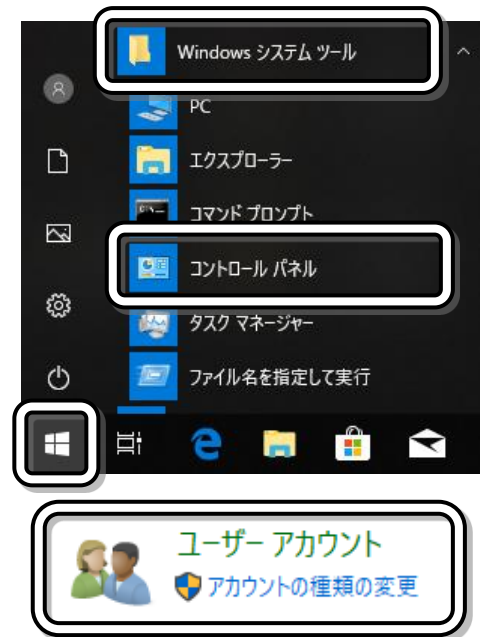 Windows システム ツール
PC
エクスプローラー
コマンド プロンプト
コントロール パネル
タスク マネージャー
ファイル名を指定して実行
ユーザー アカウント
アカウントの種類の変更